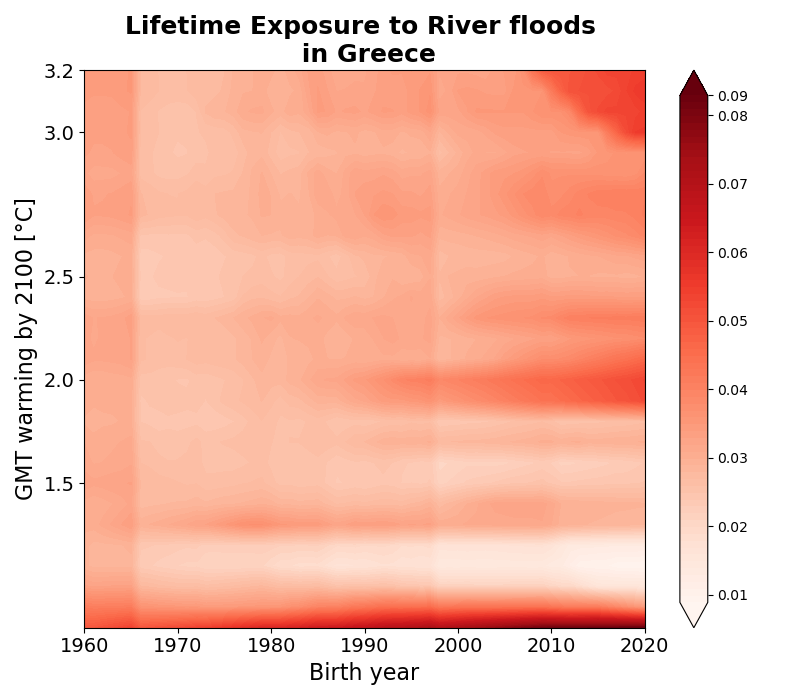 Lifetime Exposure to River floods
in Greece
GMT warming by 2100 [°C]
3.2
3.0
2.5
2.0
1.5
1960 1970 1980 1990 2000 2010 2020
Birth year
0.09
0.08
0.07
0.06
0.05
0.04
0.03
0.02
0.01